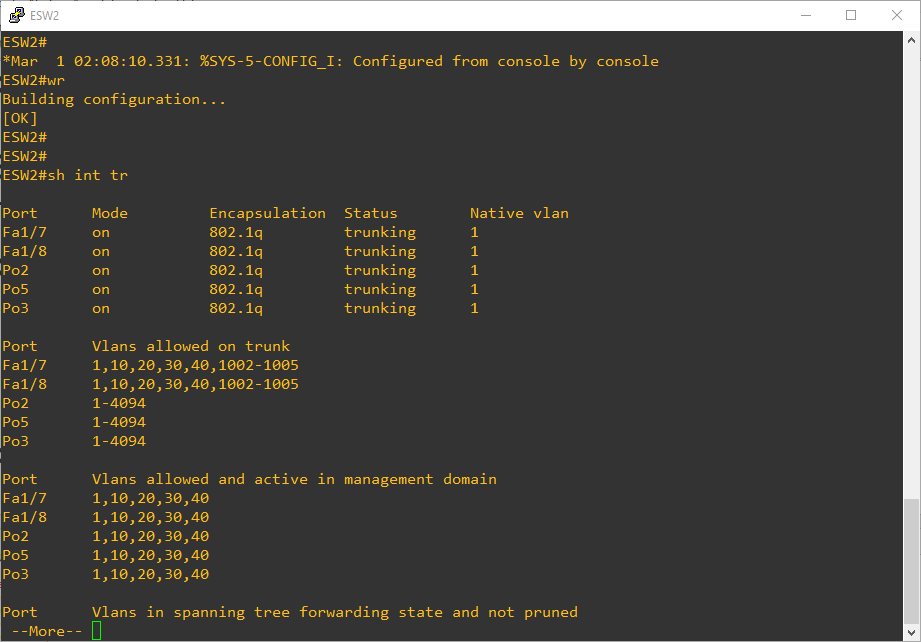 ESW2
ESW2#
*Mar  1 02:08:10.331: %SYS-5-CONFIG_I: Configured from console by console
ESW2#wr
Building configuration...
[OK]
ESW2#
ESW2#
ESW2#sh int tr
Port      Mode         Encapsulation  Status        Native vlan
Fa1/7     on           802.1q         trunking      1
Fa1/8     on           802.1q         trunking      1
Po2       on           802.1q         trunking      1
Po5       on           802.1q         trunking      1
Po3       on           802.1q         trunking      1
Port      Vlans allowed on trunk
Fa1/7     1,10,20,30,40,1002-1005
Fa1/8     1,10,20,30,40,1002-1005
Po2       1-4094
Po5       1-4094
Po3       1-4094
Port      Vlans allowed and active in management domain
Fa1/7     1,10,20,30,40
Fa1/8     1,10,20,30,40
Po2       1,10,20,30,40
Po5       1,10,20,30,40
Po3       1,10,20,30,40
Port      Vlans in spanning tree forwarding state and not pruned
 --More--